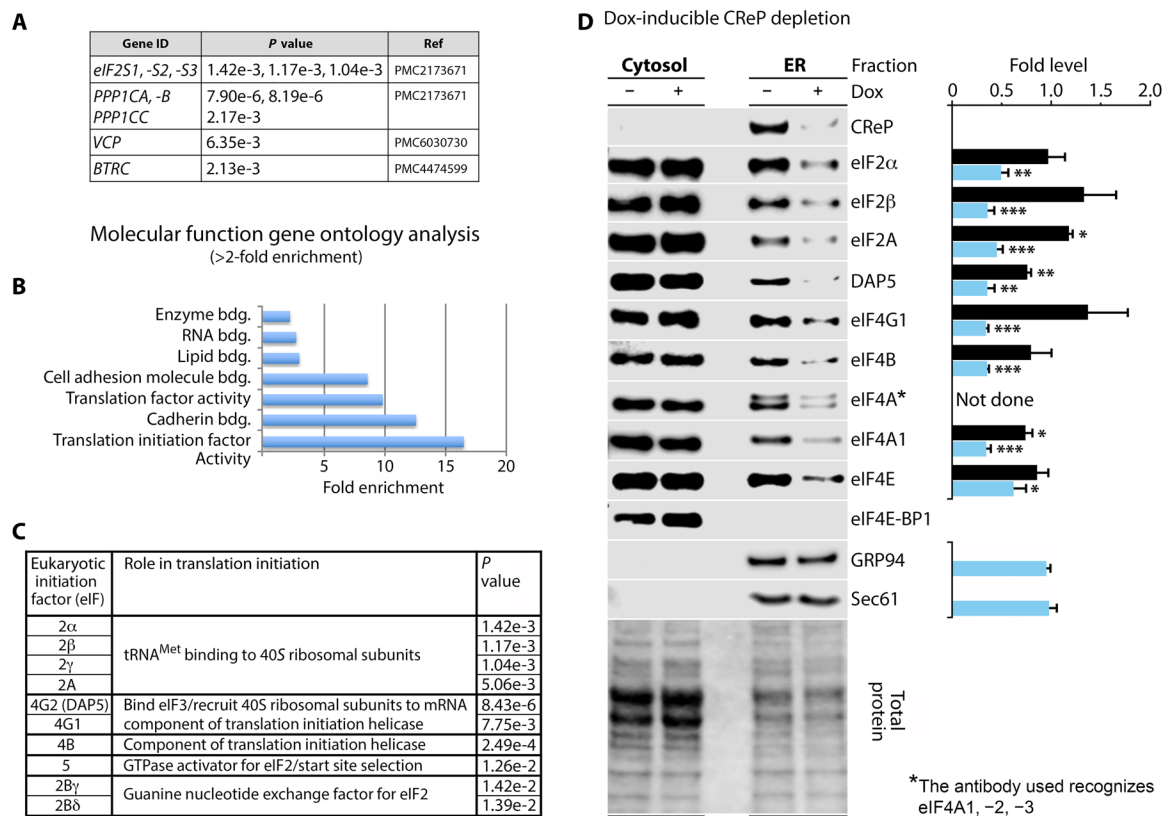 A
Gene ID P value Ref
eIF2S1, -S2, -S3 1.42e-3, 1.17e-3, 1.04e-3 PMC2173671
PPP1CA, -B 7.90e-6, 8.19e-6 PMC2173671
PPP1CC 2.17e-3
VCP 6.35e-3 PMC6030730
BTRC 2.13e-3 PMC4474599
Molecular function gene ontology analysis
(>2-fold enrichment)
B
Enzyme bdg.
RNA bdg.
Lipid bdg.
Cell adhesion molecule bdg.
Translation factor activity
Cadherin bdg.
Translation initiation factor
Activity
5 10 15 20
Fold enrichment
C
Eukaryotic
initiation
factor (eIF)
Role in translation initiation
P
value
2α 1.42e-3
2β 1.17e-3
tRNAMet binding to 40S ribosomal subunits
2γ 1.04e-3
2A 5.06e-3
4G2 (DAP5) Bind eIF3/recruit 40S ribosomal subunits to mRNA 8.43e-6
4G1 component of translation initiation helicase 7.75e-3
4B Component of translation initiation helicase 2.49e-4
5 GTPase activator for eIF2/start site selection 1.26e-2
2Bγ 1.42e-2
Guanine nucleotide exchange factor for eIF2
2Bδ 1.39e-2
D Dox-inducible CReP depletion
Cytosol ER Fraction
− + − + Dox
Fold level
0 0.5 1.0 1.5 2.0
CReP
eIF2α **
eIF2β ***
eIF2A * ***
DAP5 ** **
eIF4G1 ***
eIF4B ***
eIF4A* Not done
eIF4A1 * ***
eIF4E *
eIF4E-BP1
GRP94
Sec61
Total
protein
*The antibody used recognizes
eIF4A1, −2, −3